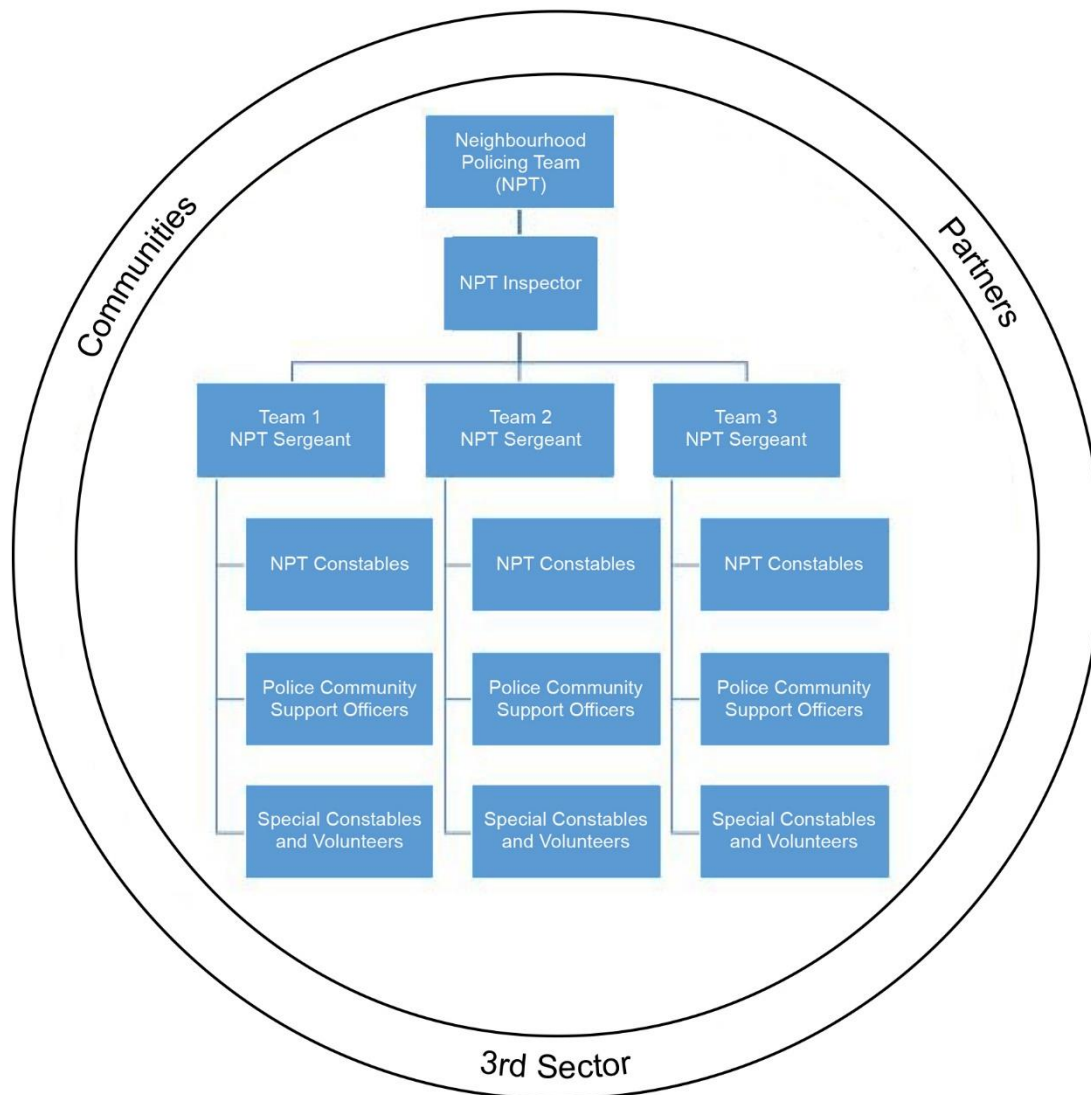 Communities
Partners
3rd Sector
Neighbourhood
Policing Team
(NPT)
NPT Inspector
Team 1
NPT Sergeant
Team 2
NPT Sergeant
Team 3
NPT Sergeant
NPT Constables
NPT Constables
NPT Constables
Police Community
Support Officers
Police Community
Support Officers
Police Community
Support Officers
Special Constables
and Volunteers
Special Constables
and Volunteers
Special Constables
and Volunteers